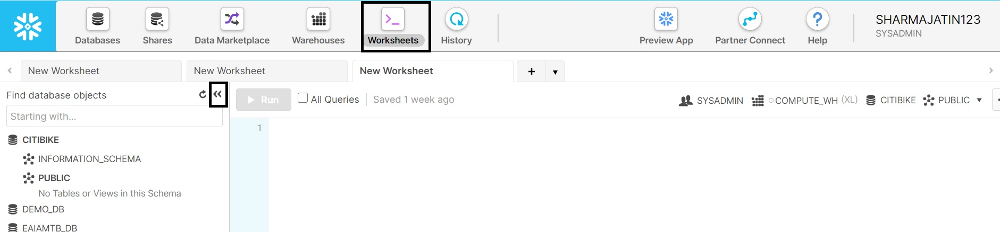 Databases Shares Data Marketplace Warehouses Worksheets History Preview App Partner Connect Help
SHARMAJATIN123
SYSADMIN
New Worksheet New Worksheet New Worksheet
Find database objects
Starting with...
Run All Queries Saved 1 week ago SYSADMIN COMPUTE_WH (XL) CITIBIKE PUBLIC
1
CITIBIKE
INFORMATION_SCHEMA
PUBLIC
No Tables or Views in this Schema
DEMO_DB
EAIAMTB_DB